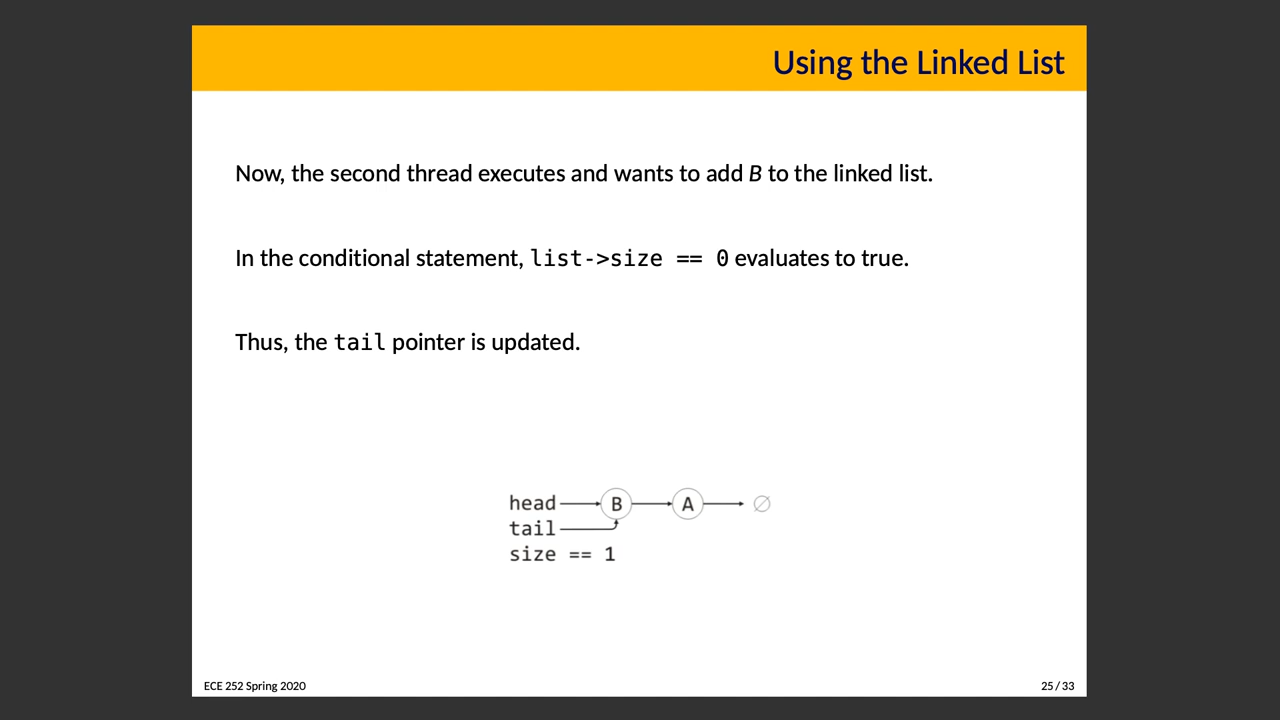 Using the Linked List
Now, the second thread executes and wants to add B to the linked list.
In the conditional statement, list->size == 0 evaluates to true.
Thus, the tail pointer is updated.
head B A ∅
tail
size == 1
ECE 252 Spring 2020 25 / 33